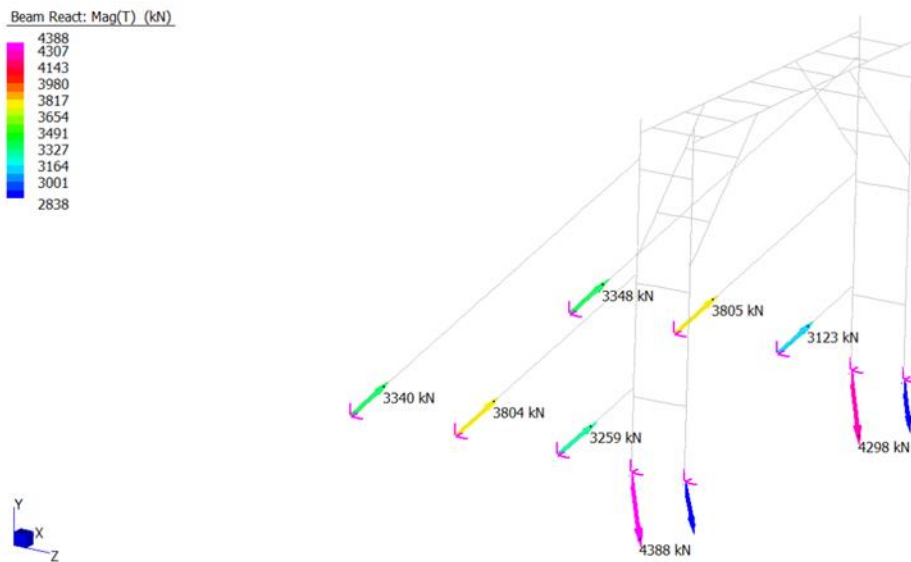 Beam React: Mag(T) (kN)
4388
4307
4143
3980
3817
3654
3491
3327
3164
3001
2838
3348 kN
3805 kN
3123 kN
3340 kN
3804 kN
3259 kN
4298 kN
4388 kN
Y
X
Z